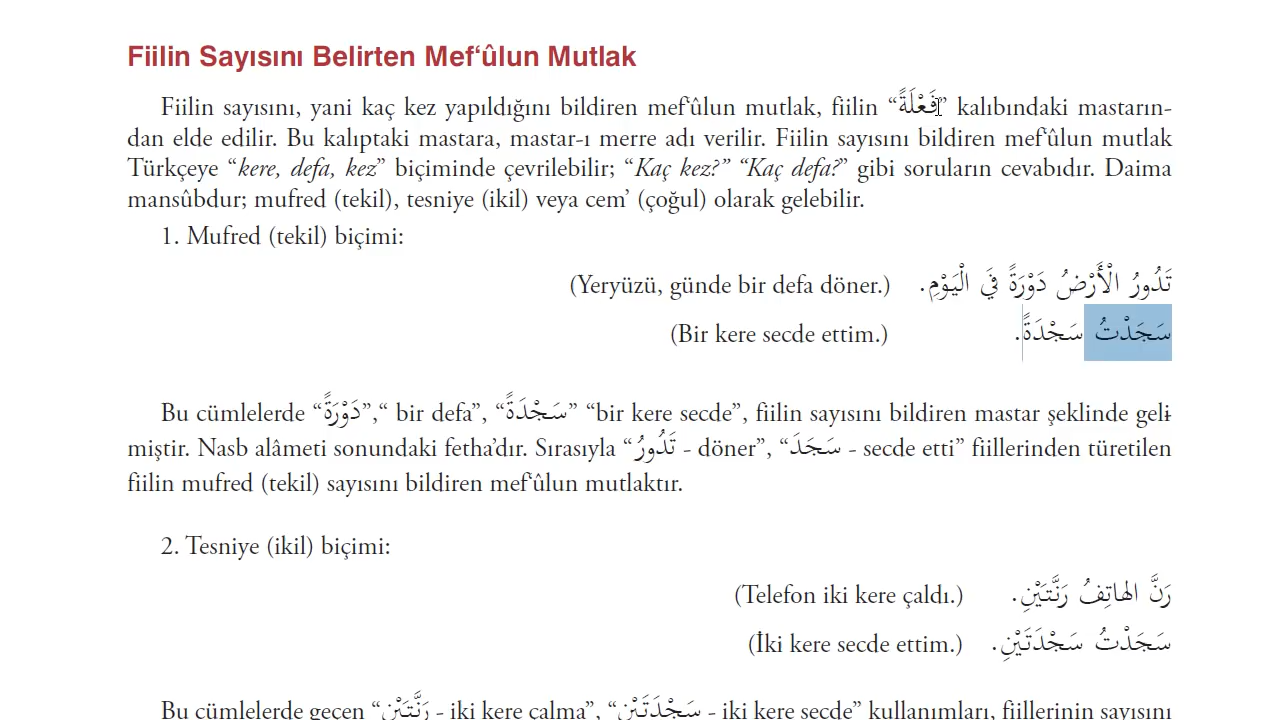 Fiilin Sayısını Belirten Mef‘ûlun Mutlak
Fiilin sayısını, yani kaç kez yapıldığını bildiren mef‘ûlun mutlak, fiilin “فَعْلَةً” kalıbındaki mastarın-
dan elde edilir. Bu kalıptaki mastara, mastar-ı merre adı verilir. Fiilin sayısını bildiren mef‘ûlun mutlak
Türkçeye “kere, defa, kez” biçiminde çevrilebilir; “Kaç kez?” “Kaç defa?” gibi soruların cevabıdır. Daima
mansûbdur; mufred (tekil), tesniye (ikil) veya cem’ (çoğul) olarak gelebilir.
1. Mufred (tekil) biçimi:
تَدُورُ الْأَرْضُ دَوْرَةً فِي الْيَوْمِ. (Yeryüzü, günde bir defa döner.)
سَجَدْتُ سَجْدَةً. (Bir kere secde ettim.)
Bu cümlelerde “دَوْرَةً”,“ bir defa”, “سَجْدَةً” “bir kere secde”, fiilin sayısını bildiren mastar şeklinde geli-
miştir. Nasb alâmeti sonundaki fetha’dır. Sırasıyla “تَدُورُ - döner”, “سَجَدَ - secde etti” fiillerinden türetilen
fiilin mufred (tekil) sayısını bildiren mef‘ûlun mutlaktır.
2. Tesniye (ikil) biçimi:
رَنَّ الهاتِفُ رَنَّتَيْنِ. (Telefon iki kere çaldı.)
سَجَدْتُ سَجْدَتَيْنِ. (İki kere secde ettim.)
Bu cümlelerde geçen “رَنَّتَيْنِ - iki kere çalma”, “سَجْدَتَيْنِ - iki kere secde” kullanımları, fiillerinin sayısını